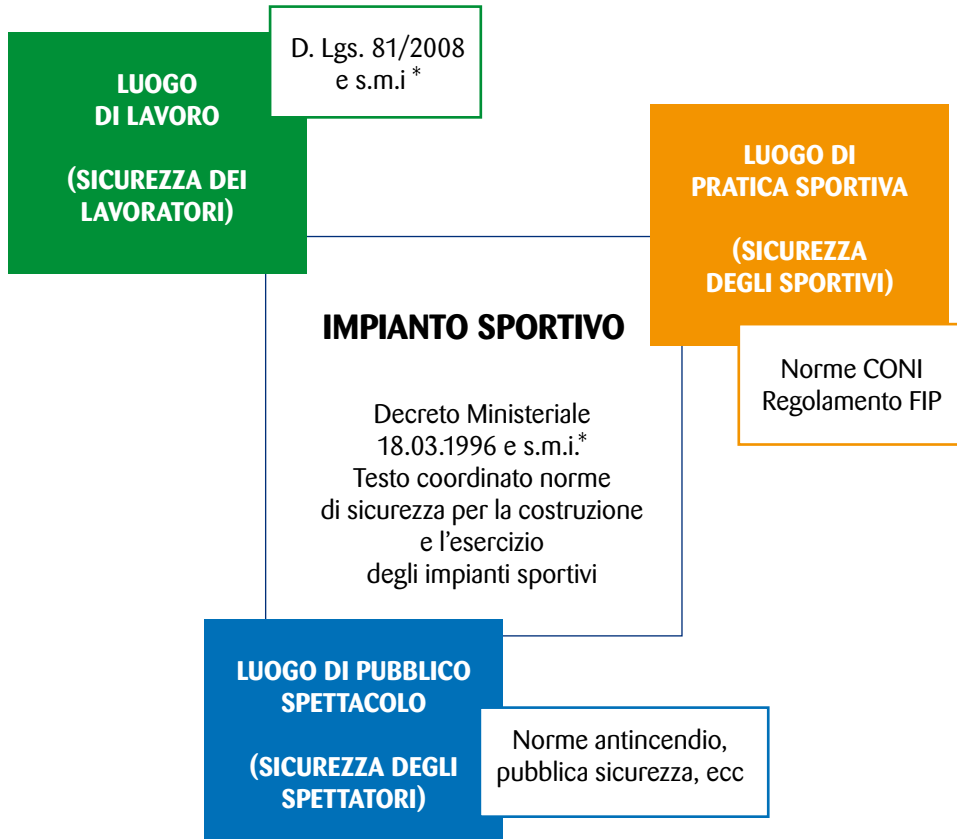 LUOGO
DI LAVORO
(SICUREZZA DEI
LAVORATORI)
D. Lgs. 81/2008
e s.m.i *
LUOGO DI
PRATICA SPORTIVA
(SICUREZZA
DEGLI SPORTIVI)
Norme CONI
Regolamento FIP
IMPIANTO SPORTIVO
Decreto Ministeriale
18.03.1996 e s.m.i.*
Testo coordinato norme
di sicurezza per la costruzione
e l'esercizio
degli impianti sportivi
LUOGO DI PUBBLICO
SPETTACOLO
(SICUREZZA DEGLI
SPETTATORI)
Norme antincendio,
pubblica sicurezza, ecc